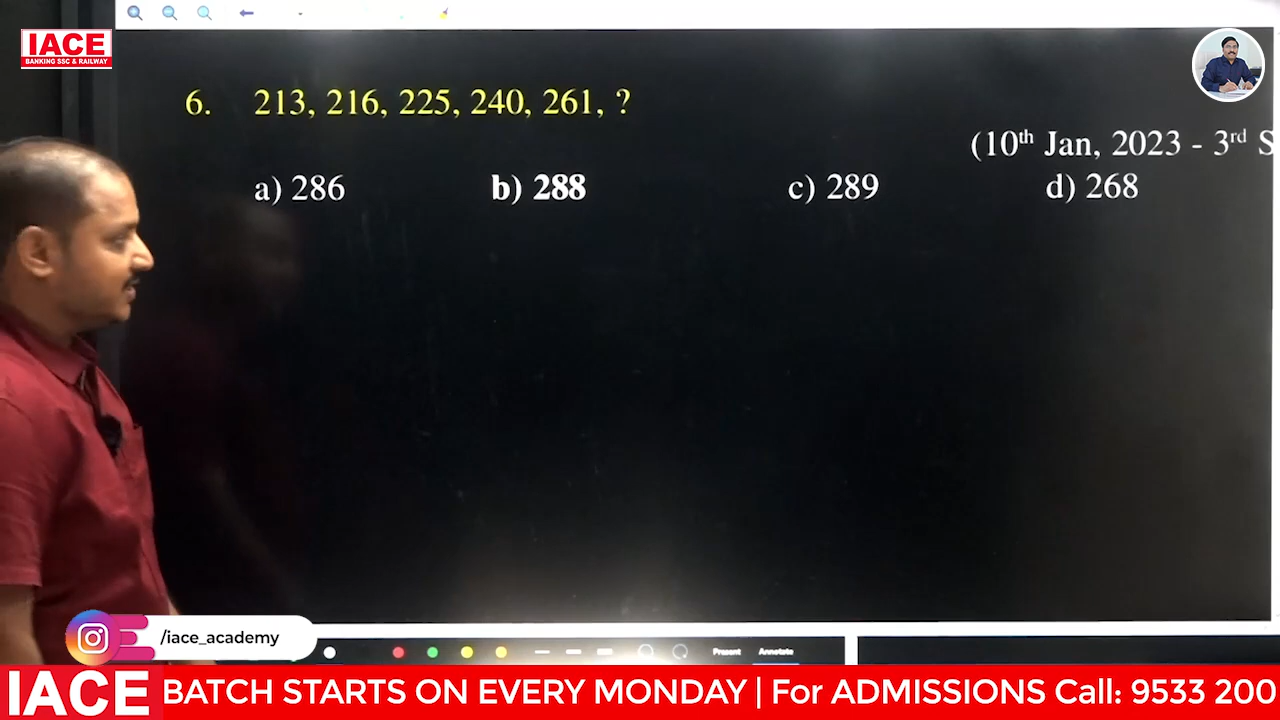 IACE
BANKING SSC & RAILWAY
6. 213, 216, 225, 240, 261, ?
(10th Jan, 2023 - 3rd S
a) 286 b) 288 c) 289 d) 268
/iace_academy
Present Annotate
IACE BATCH STARTS ON EVERY MONDAY | For ADMISSIONS Call: 9533 200